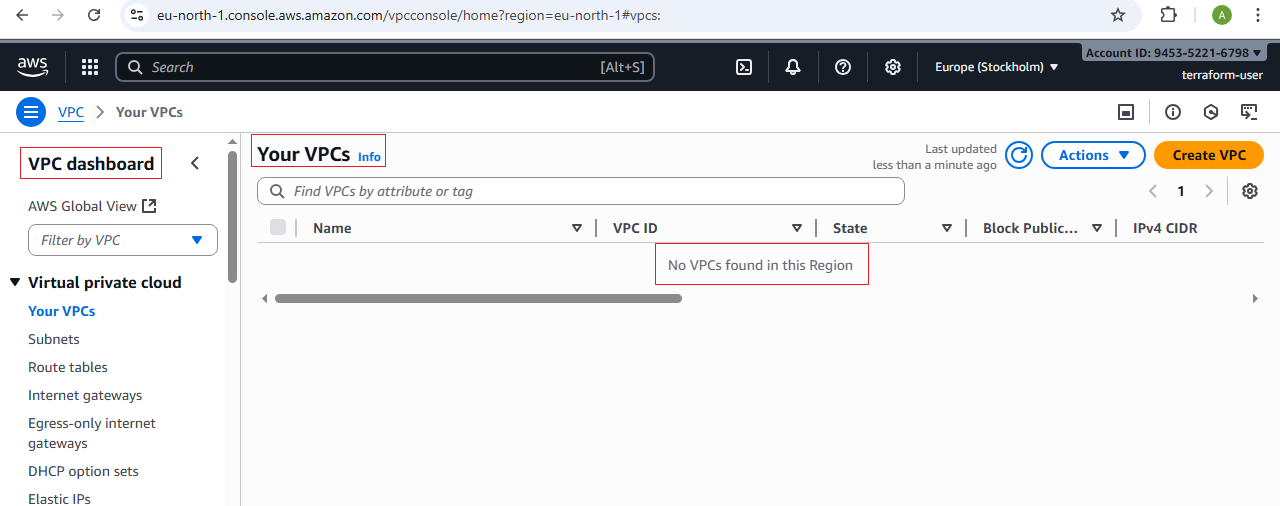 eu-north-1.console.aws.amazon.com/vpcconsole/home?region=eu-north-1#vpcs:
A
aws
Search
[Alt+S]
Europe (Stockholm)
Account ID: 9453-5221-6798
terraform-user
VPC
Your VPCs
VPC dashboard
AWS Global View
Filter by VPC
Virtual private cloud
Your VPCs
Subnets
Route tables
Internet gateways
Egress-only internet
gateways
DHCP option sets
Elastic IPs
Your VPCs Info
Last updated
less than a minute ago
Actions
Create VPC
Find VPCs by attribute or tag
1
Name
VPC ID
State
Block Public...
IPv4 CIDR
No VPCs found in this Region